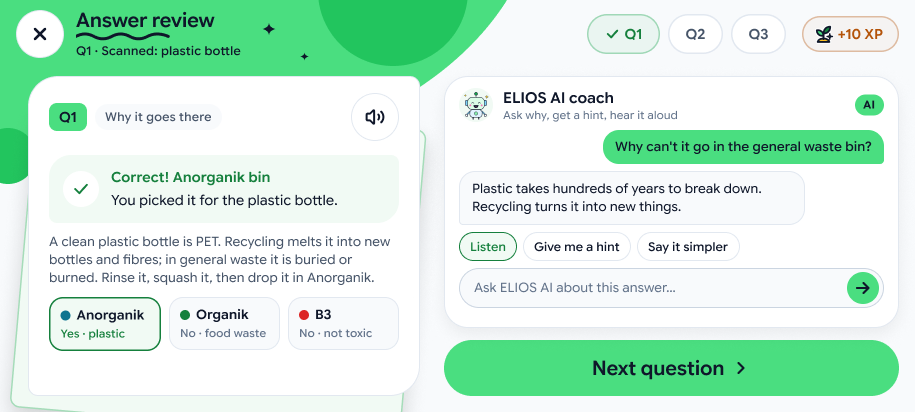 Answer review
Q1 · Scanned: plastic bottle
Q1
Q2
Q3
+10 XP
Q1
Why it goes there
Correct! Anorganik bin
You picked it for the plastic bottle.
A clean plastic bottle is PET. Recycling melts it into new
bottles and fibres; in general waste it is buried or
burned. Rinse it, squash it, then drop it in Anorganik.
Anorganik
Yes · plastic
Organik
No · food waste
B3
No · not toxic
ELIOS AI coach
Ask why, get a hint, hear it aloud
AI
Why can't it go in the general waste bin?
Plastic takes hundreds of years to break down.
Recycling turns it into new things.
Listen
Give me a hint
Say it simpler
Ask ELIOS AI about this answer...
Next question